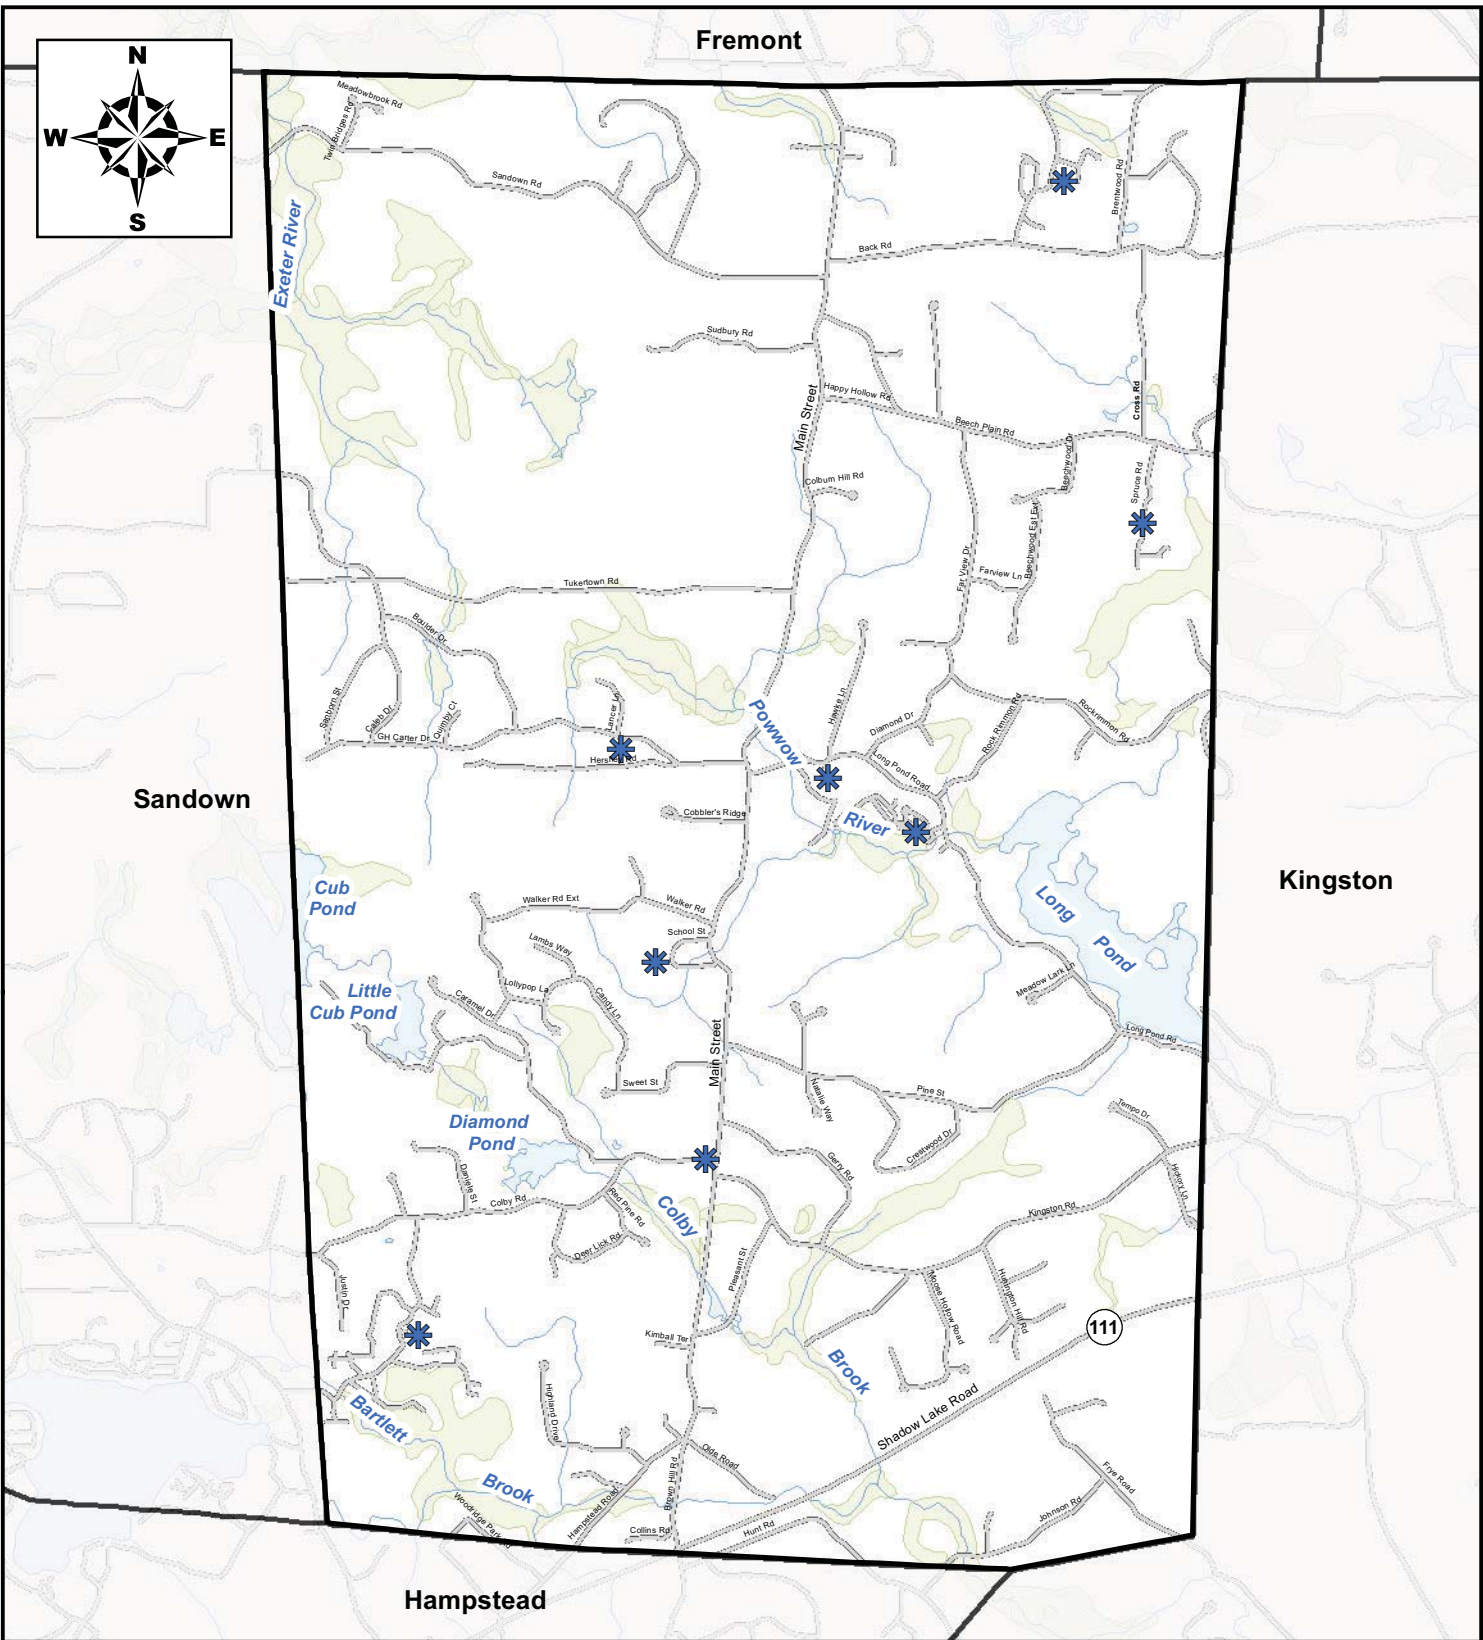 Fremont
N
W
E
S
Meadowbrook Rd
Twin Bridges Rd
Sandown Rd
Brentwood Rd
Exeter River
Back Rd
Sudbury Rd
Happy Hollow Rd
Main Street
Cross Rd
Beech Plain Rd
Beechwood Dr
Colburn Hill Rd
Spruce Rd
Beechwood Est Ext
Far View Dr
Farview Ln
Tukertown Rd
Boulder Dr
Sanborn St
Caleb Dr
Quimby Ct
GH Carter Dr
Lancer Ln
Hersh
Rd
Powwow
River
Hawke Ln
Diamond Dr
Rock Rimmon Rd
Rockrimmon Rd
Long Pond Road
Sandown
Cobbler's Ridge
Kingston
Cub
Pond
Walker Rd Ext
Walker Rd
School St
Lambs Way
Long
Pond
Little
Cub Pond
Lollypop La
Caramel Dr
Candy Ln
Meadow Lark Ln
Long Pond Rd
Main Street
Sweet St
Natalie Way
Pine St
Tempo Dr
Diamond
Pond
Crestwood Dr
Gerry Rd
Daniele St
Colby Rd
Red Pine Rd
Deer Lick Rd
Colby
Brook
Hickory Ln
Kingston Rd
Pleasant St
Justin Dr
Moose Hollow Road
Huntington Hill Rd
111
Kimball Ter
Shadow Lake Road
Bartlett
Brook
Highland Drive
Olde Road
Brown Hill Rd
Frye Road
Johnson Rd
Woodridge Park
Hampstead Road
Collins Rd
Hunt Rd
Hampstead